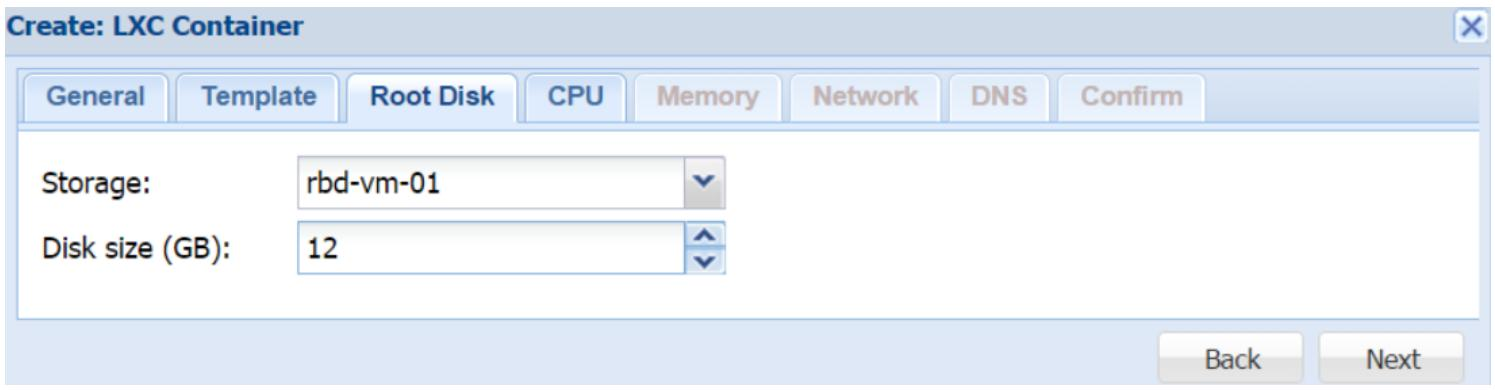 Create: LXC Container
General Template Root Disk CPU Memory Network DNS Confirm
Storage: rbd-vm-01
Disk size (GB): 12
Back Next